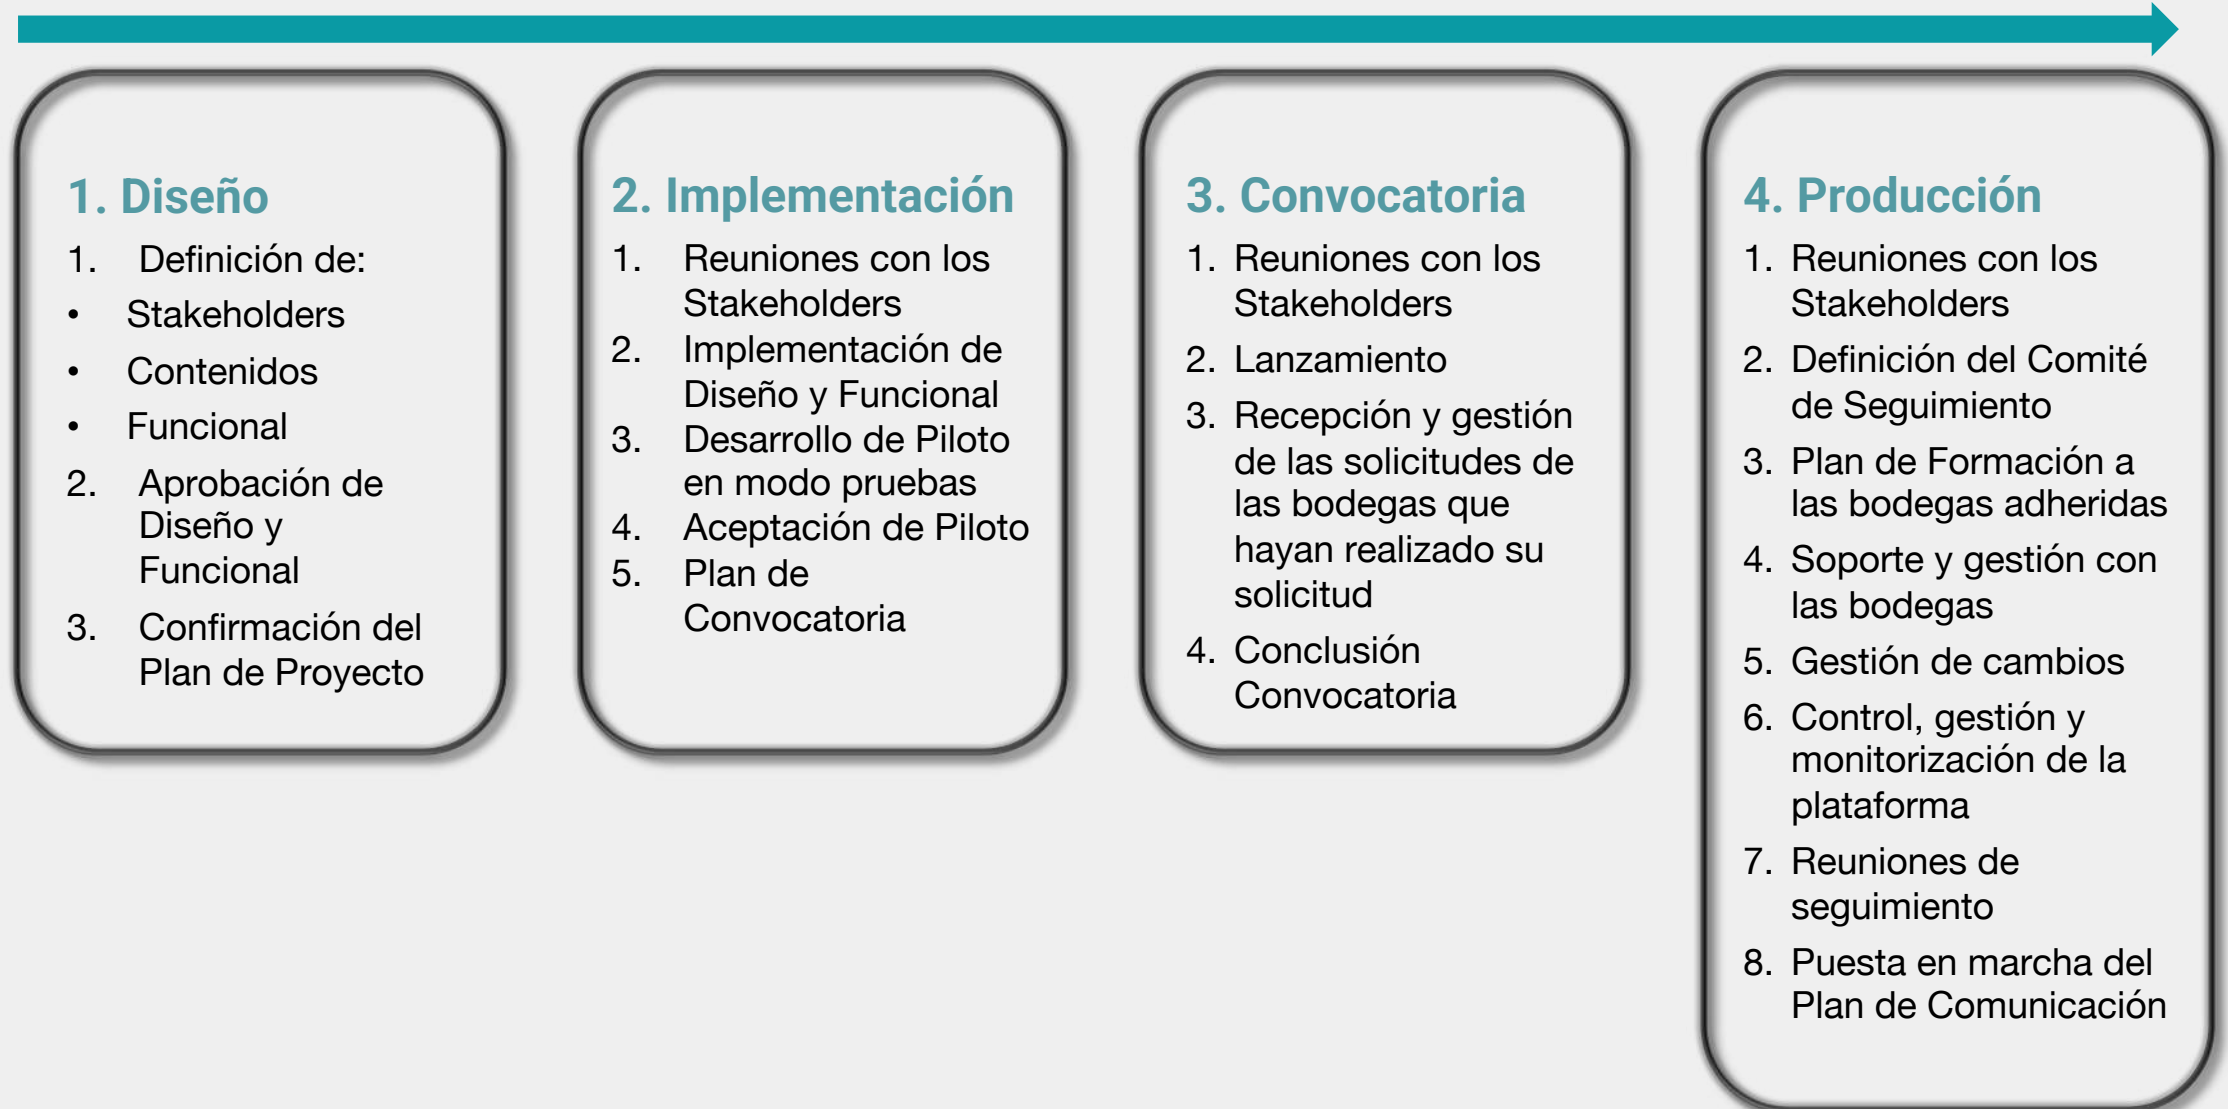 1. Diseño
1. Definición de:
• Stakeholders
• Contenidos
• Funcional
2. Aprobación de
Diseño y
Funcional
3. Confirmación del
Plan de Proyecto
2. Implementación
1. Reuniones con los
Stakeholders
2. Implementación de
Diseño y Funcional
3. Desarrollo de Piloto
en modo pruebas
4. Aceptación de Piloto
5. Plan de
Convocatoria
3. Convocatoria
1. Reuniones con los
Stakeholders
2. Lanzamiento
3. Recepción y gestión
de las solicitudes de
las bodegas que
hayan realizado su
solicitud
4. Conclusión
Convocatoria
4. Producción
1. Reuniones con los
Stakeholders
2. Definición del Comité
de Seguimiento
3. Plan de Formación a
las bodegas adheridas
4. Soporte y gestión con
las bodegas
5. Gestión de cambios
6. Control, gestión y
monitorización de la
plataforma
7. Reuniones de
seguimiento
8. Puesta en marcha del
Plan de Comunicación